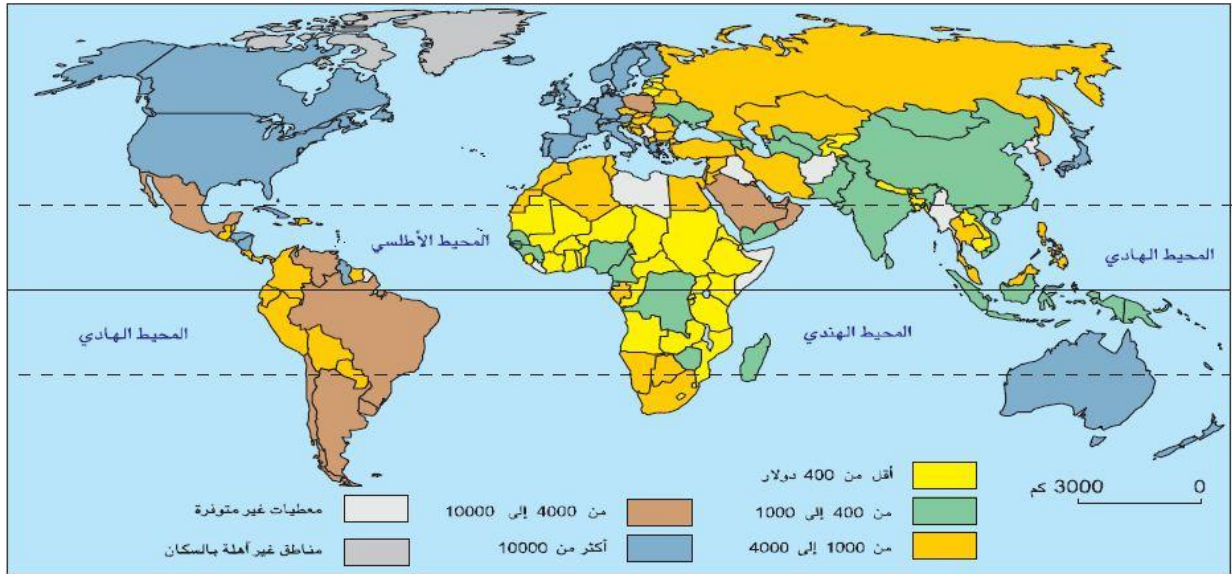 المحيط الأطلسي
المحيط الهادي
المحيط الهادي
المحيط الهندي
أقل من 400 دولار
من 400 إلى 1000
من 1000 إلى 4000
من 4000 إلى 10000
أكثر من 10000
معطيات غير متوفرة
مناطق غير آهلة بالسكان
0 3000 كم